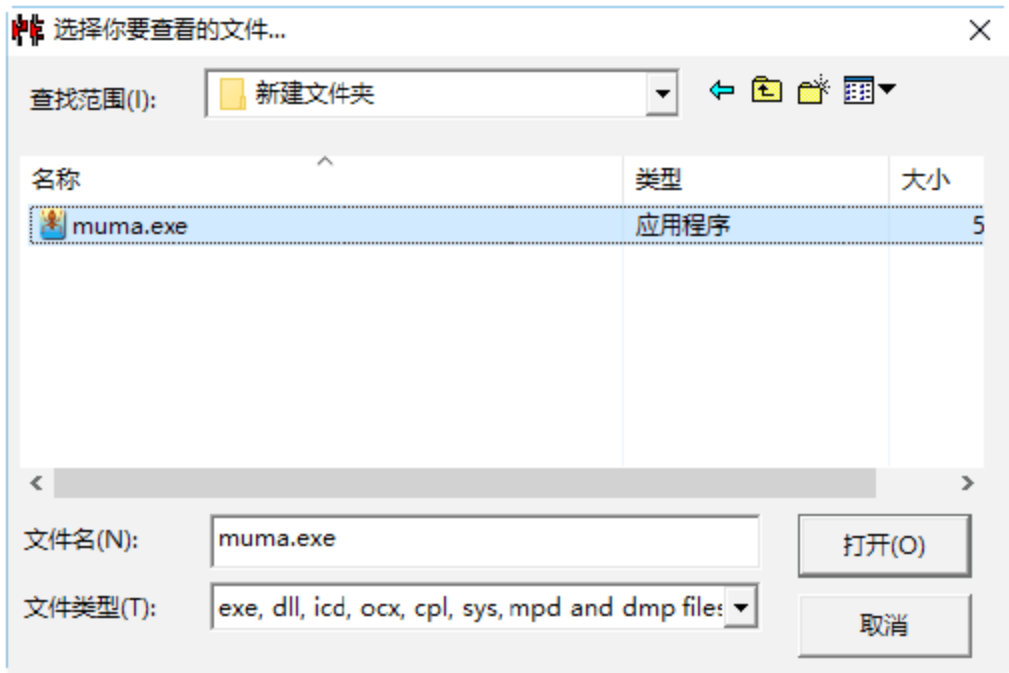 选择你要查看的文件...
查找范围(I): 新建文件夹
名称 类型 大小
muma.exe 应用程序 5
文件名(N): muma.exe 打开(O)
文件类型(T): exe, dll, icd, ocx, cpl, sys, mpd and dmp files
取消